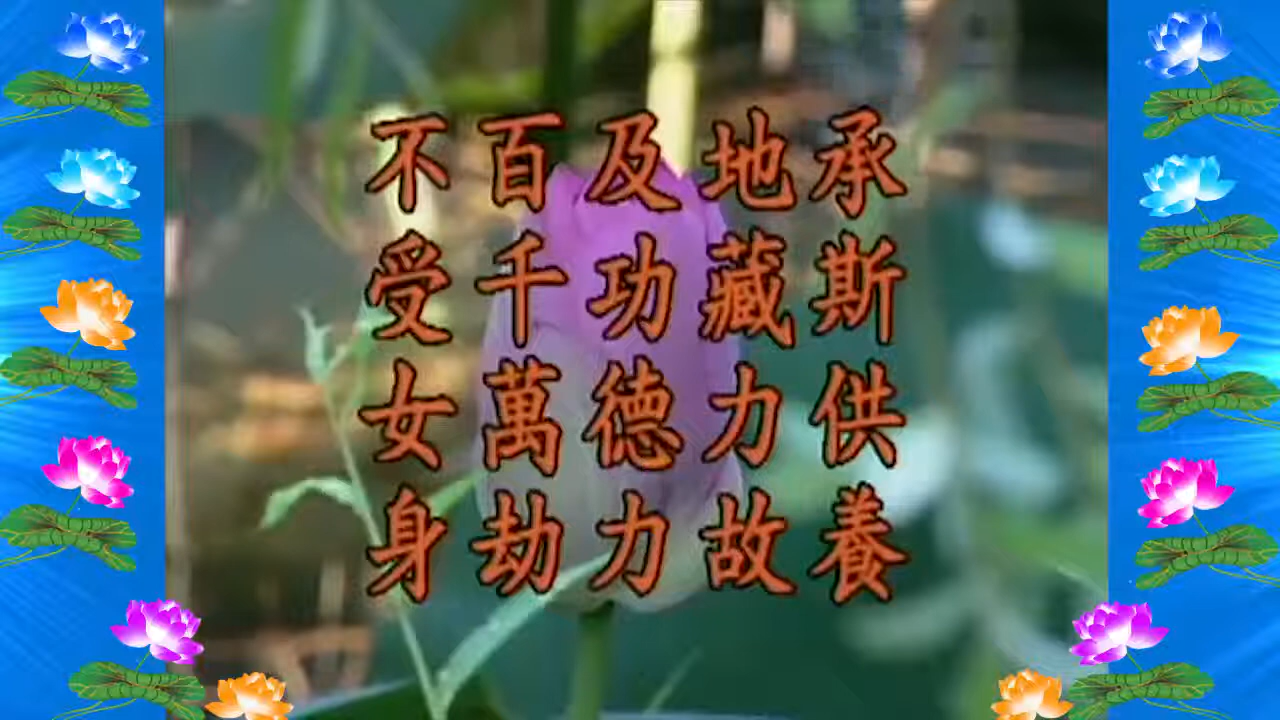 承斯供養
地藏力故
及功德力
百千萬劫
不受女身